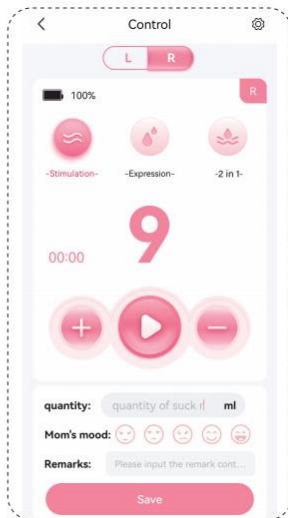 Control
L R
100% R
-Stimulation- -Expression- -2 in 1-
9
00:00
quantity: quantity of suck r ml
Mom's mood:
Remarks: Please input the remark cont...
Save